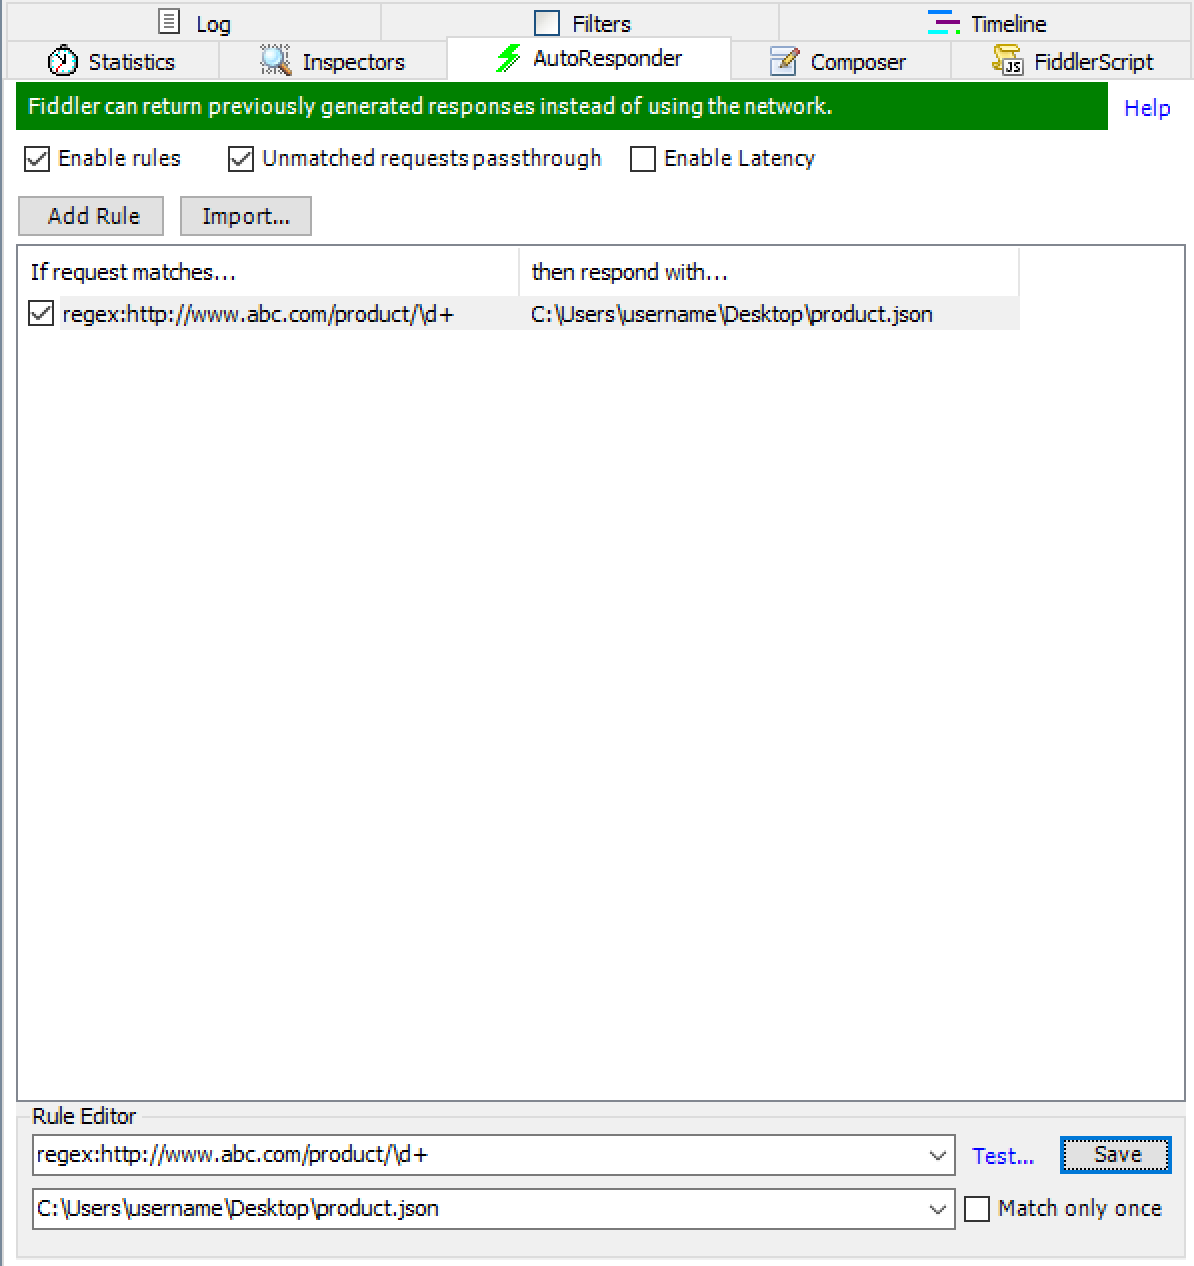 Log Filters Timeline
Statistics Inspectors AutoResponder Composer JS FiddlerScript
Fiddler can return previously generated responses instead of using the network. Help
Enable rules Unmatched requests passthrough Enable Latency
Add Rule Import...
If request matches... then respond with...
regex:http://www.abc.com/product/\d+ C:\Users\username\Desktop\product.json
Rule Editor
regex:http://www.abc.com/product/\d+ Test... Save
C:\Users\username\Desktop\product.json Match only once